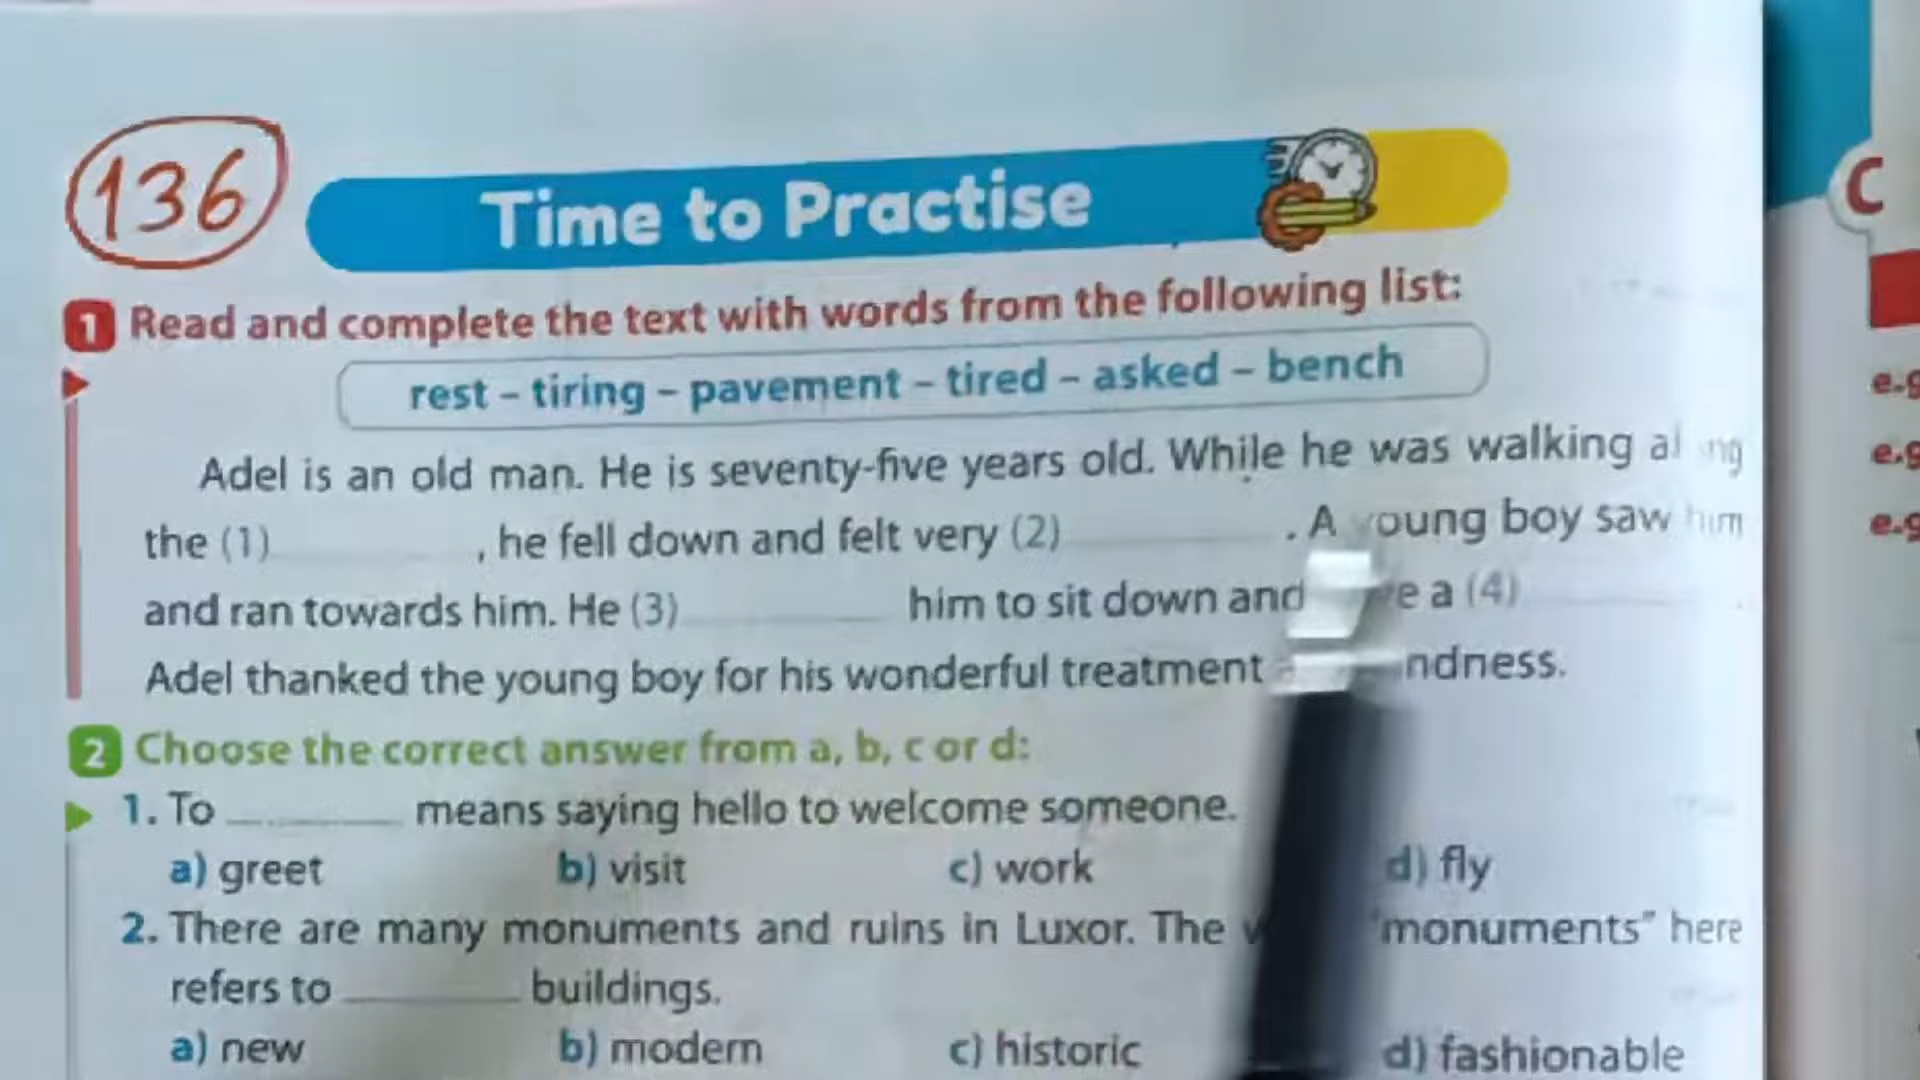 136
Time to Practise
C
1 Read and complete the text with words from the following list:
rest – tiring – pavement – tired – asked – bench
Adel is an old man. He is seventy-five years old. While he was walking
the (1) , he fell down and felt very (2) . A young boy saw him
and ran towards him. He (3) him to sit down and a (4) .
Adel thanked the young boy for his wonderful treatment
2 Choose the correct answer from a, b, c or d:
1. To means saying hello to welcome someone.
a) greet b) visit c) work d) fly
2. There are many monuments and ruins in Luxor. The "monuments" here
refers to buildings.
a) new b) modern c) historic d) fashionable
e.g
e.g
e.g